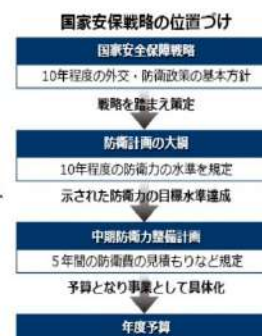 国家安保戦略の位置づけ
国家安全保障戦略
10年程度の外交・防衛政策の基本方針
戦略を踏まえ策定
防衛計画の大綱
10年程度の防衛力の水準を規定
示された防衛力の目標水準達成
中期防衛力整備計画
5年間の防衛費の見積もりなど規定
予算となり事業として具体化
年度予算